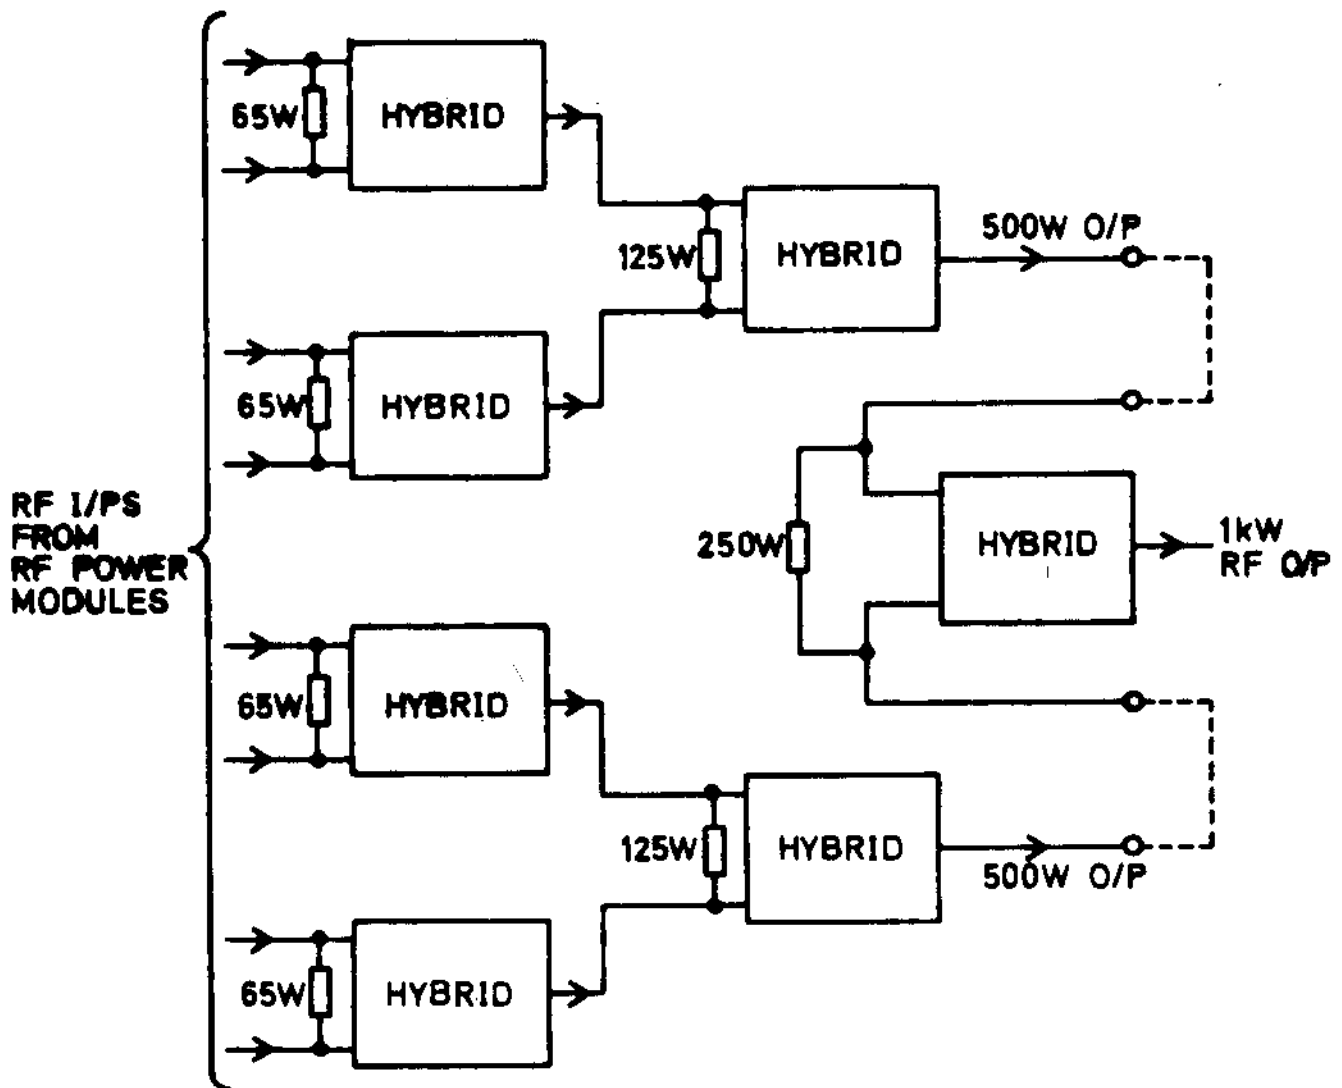 65W
HYBRID
125W
HYBRID
500W O/P
65W
HYBRID
RF I/PS
FROM
RF POWER
MODULES
250W
HYBRID
1kW
RF O/P
65W
HYBRID
125W
HYBRID
500W O/P
65W
HYBRID